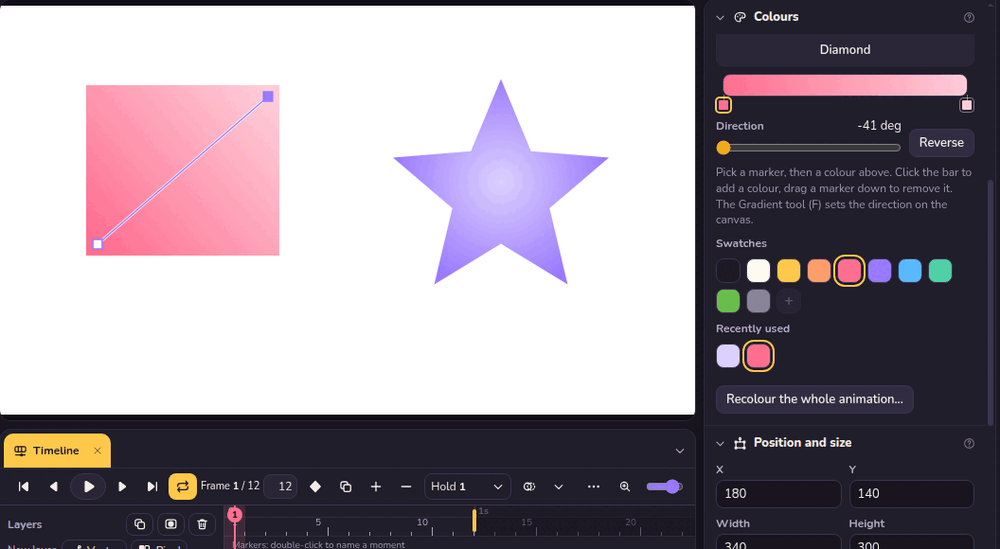 Colours
Diamond
Direction
-41 deg
Reverse
Pick a marker, then a colour above. Click the bar to
add a colour, drag a marker down to remove it.
The Gradient tool (F) sets the direction on the
canvas.
Swatches
+
Recently used
Recolour the whole animation...
Position and size
X
Y
180
140
Width
Height
340
300
Timeline
Frame 1 / 12
12
Hold 1
Layers
1
5
10
1s
15
20
Markers: double-click to name a moment
New layer